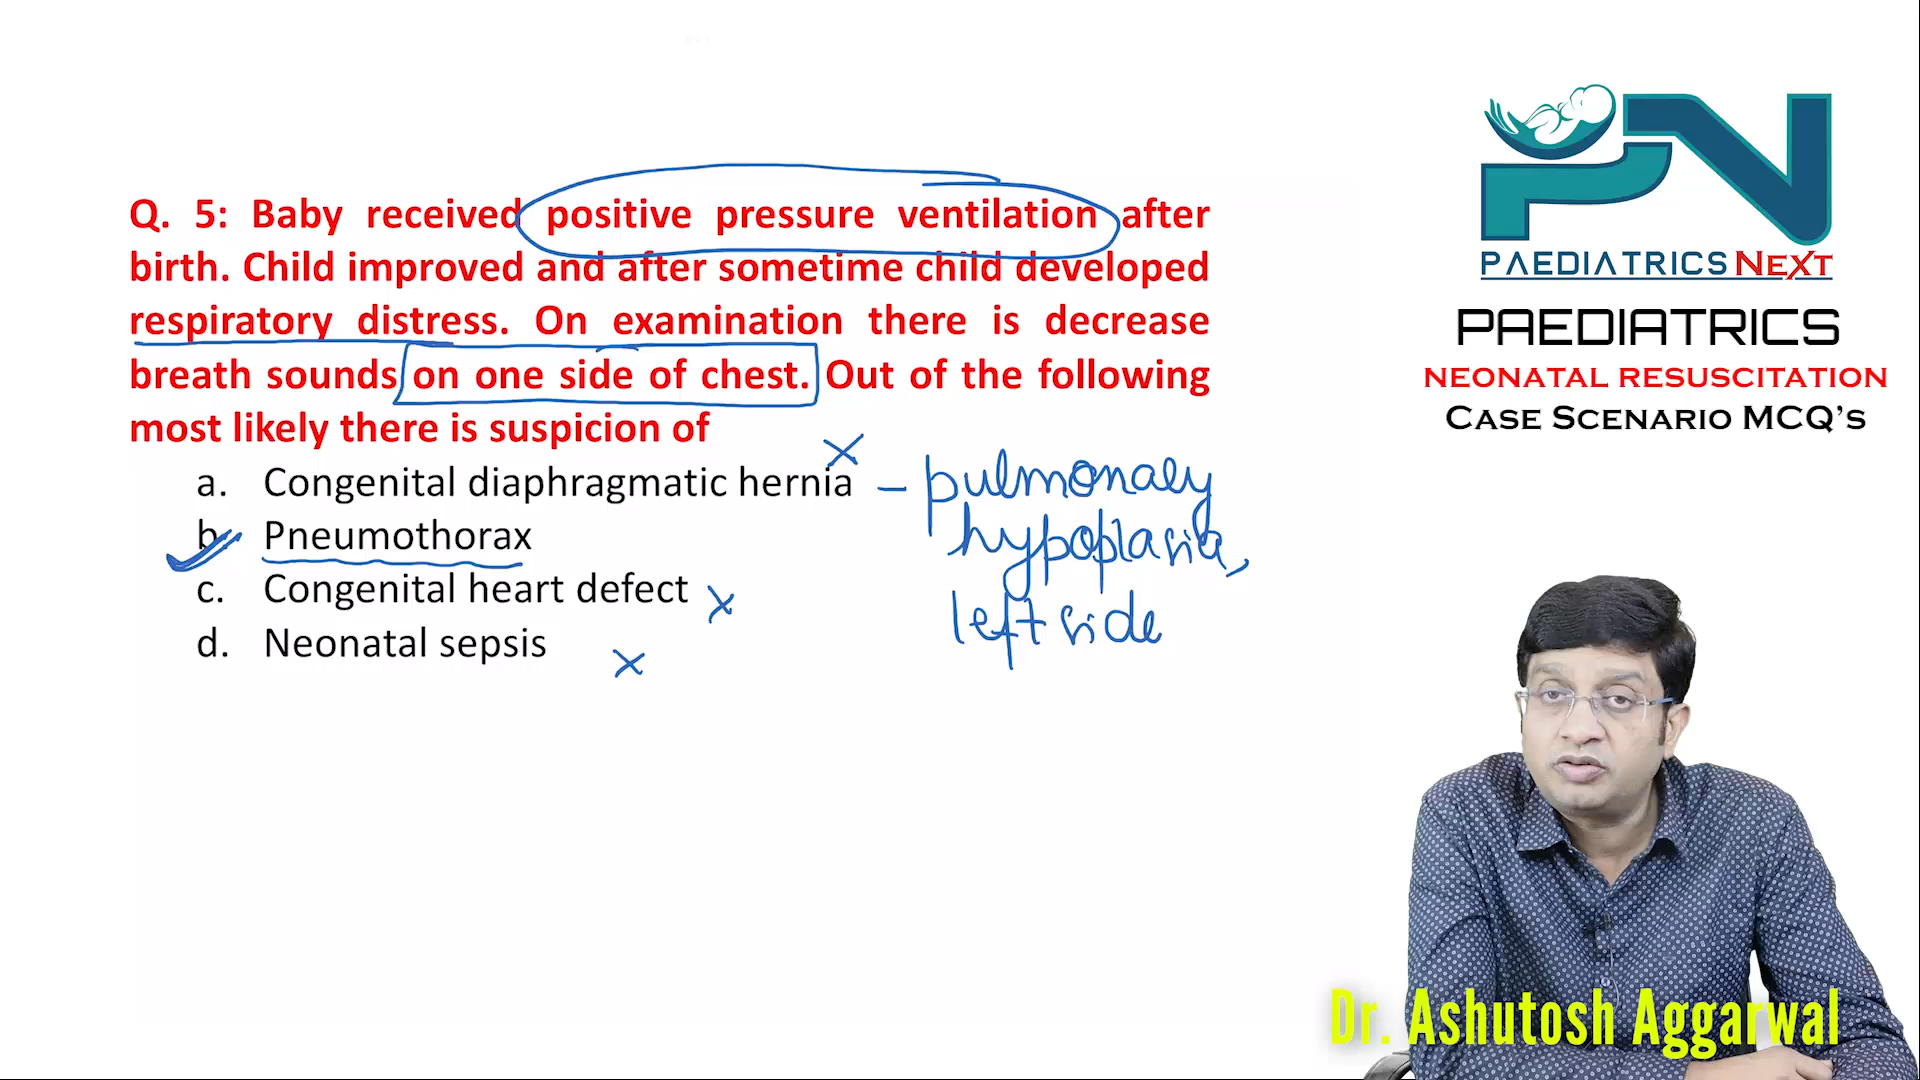 Q. 5: Baby received positive pressure ventilation after
birth. Child improved and after sometime child developed
respiratory distress. On examination there is decrease
breath sounds on one side of chest. Out of the following
most likely there is suspicion of
a. Congenital diaphragmatic hernia – pulmonary
hypoplasia,
left side
b. Pneumothorax
c. Congenital heart defect
d. Neonatal sepsis
PN
PAEDIATRICS NEXT
PAEDIATRICS
NEONATAL RESUSCITATION
CASE SCENARIO MCQ'S
Dr. Ashutosh Aggarwal